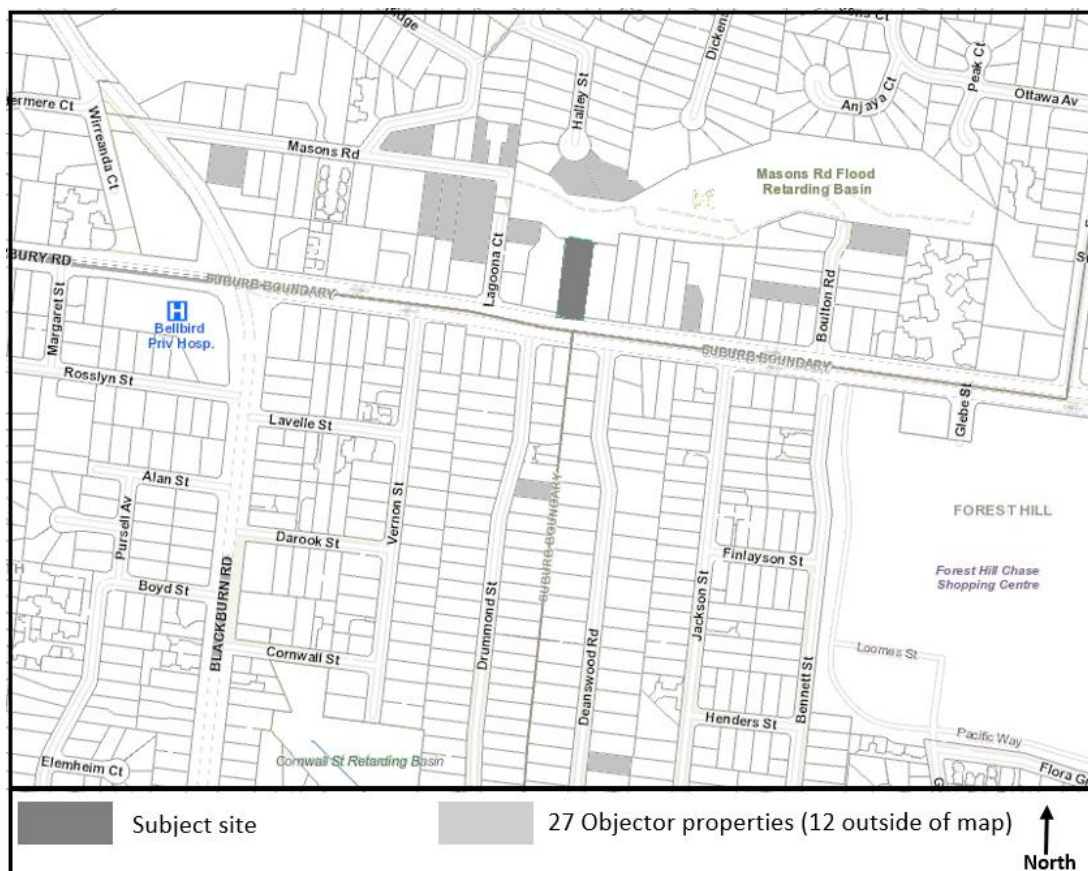 Halley St
Anjaya Ct
Peak Ct
Ottawa Av
ermere Ct
Wirreanda Ct
Masons Rd
Masons Rd Flood
Retarding Basin
Lagoona Ct
Boulton Rd
BURY RD
SUBURB BOUNDARY
SUBURB BOUNDARY
Margaret St
H
Bellbird
Priv Hosp.
Rosslyn St
Lavelle St
Glebe St
Alan St
Pursell Av
Vernon St
SUBURB BOUNDARY
FOREST HILL
Darook St
Finlayson St
Forest Hill Chase
Shopping Centre
Boyd St
BLACKBURN RD
Drummond St
Deanswood Rd
Jackson St
Bennett St
Cornwall St
Loomes St
Henders St
Pacific Way
Elemheim Ct
Cornwall St Retarding Basin
Flora G
Subject site
27 Objector properties (12 outside of map)
North